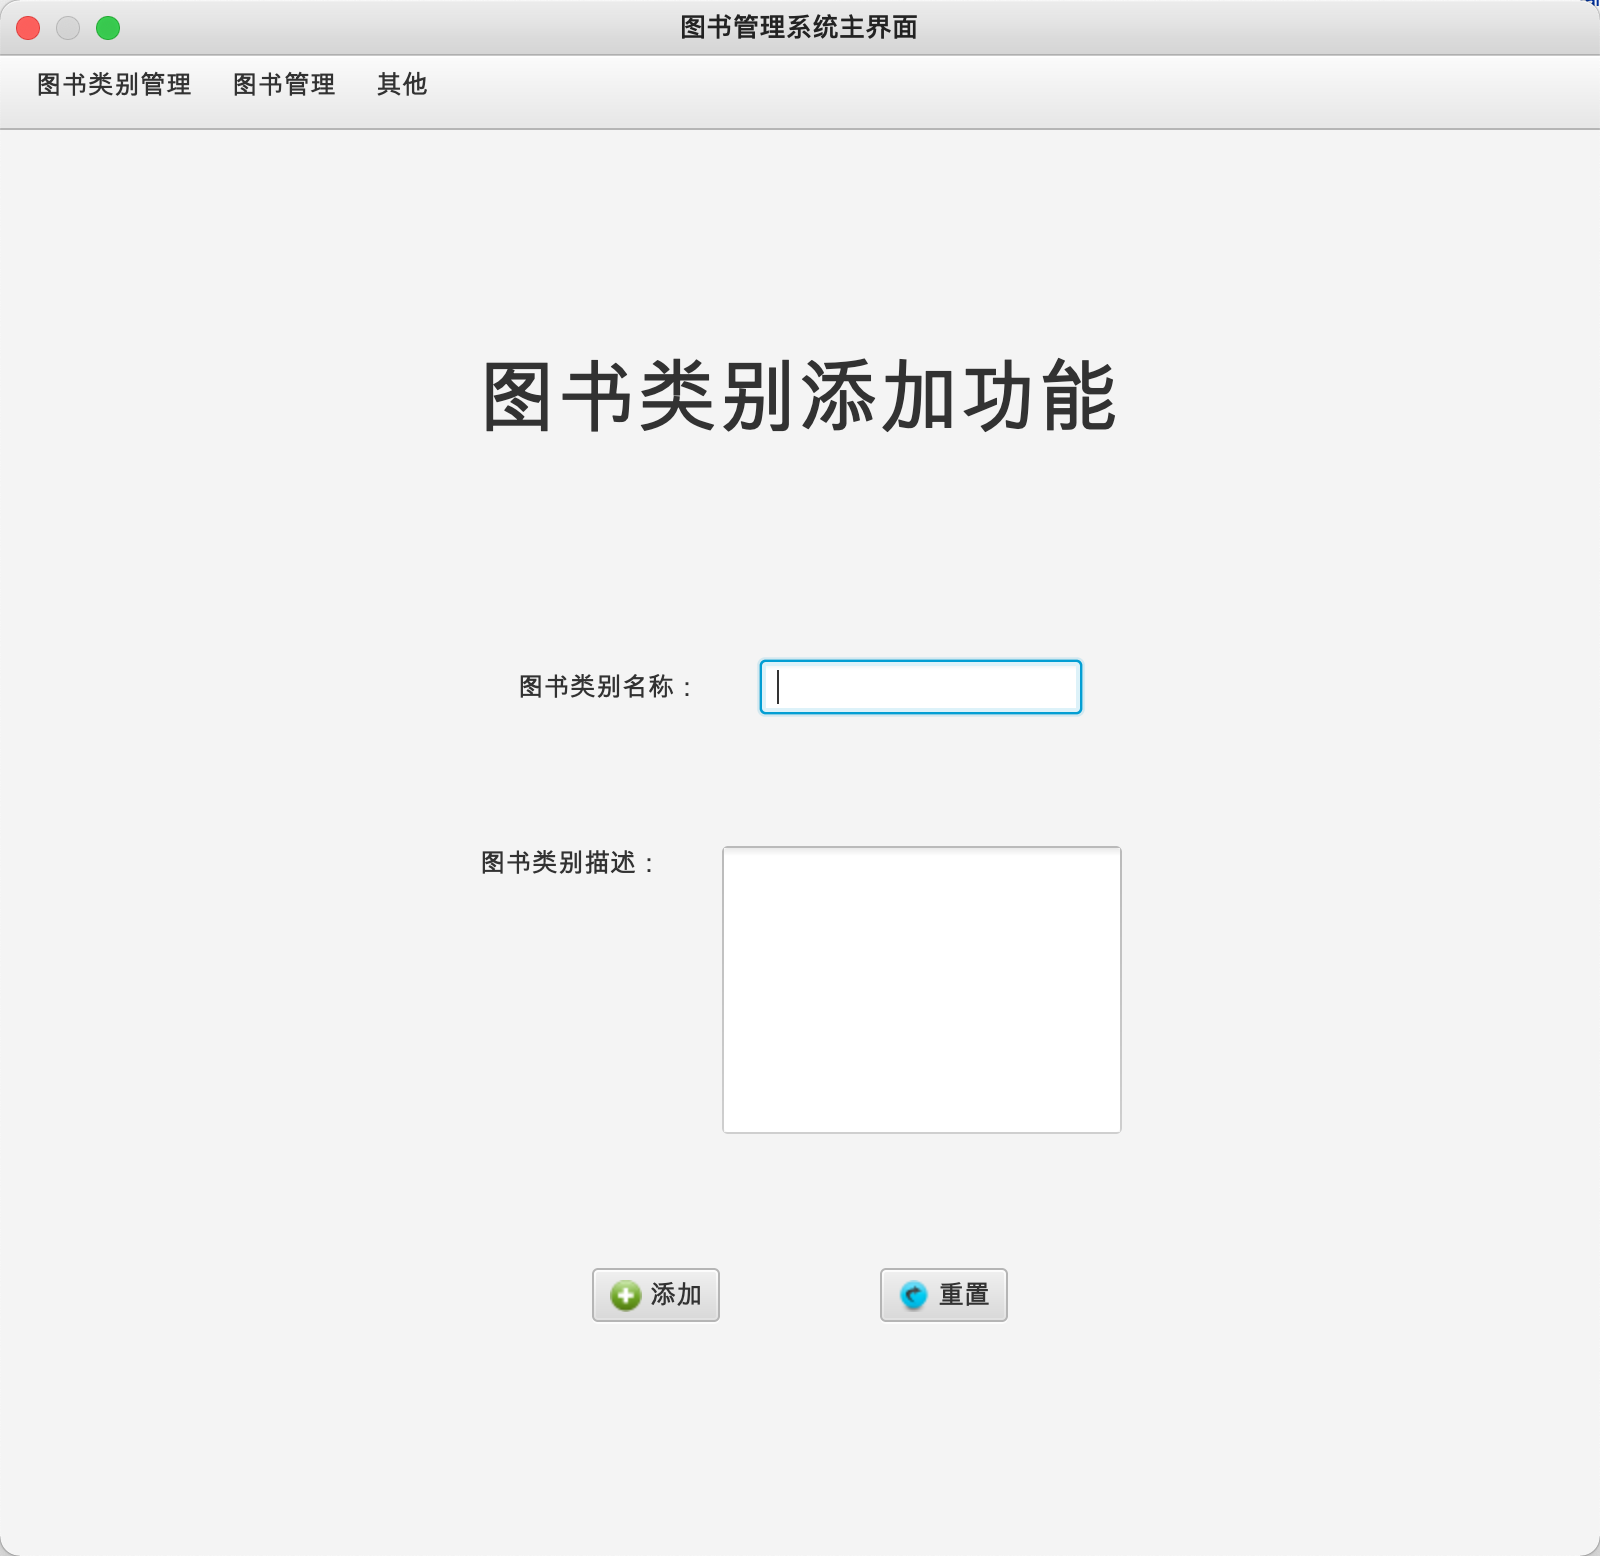 图书管理系统主界面
图书类别管理 图书管理 其他
图书类别添加功能
图书类别名称：
图书类别描述：
添加 重置